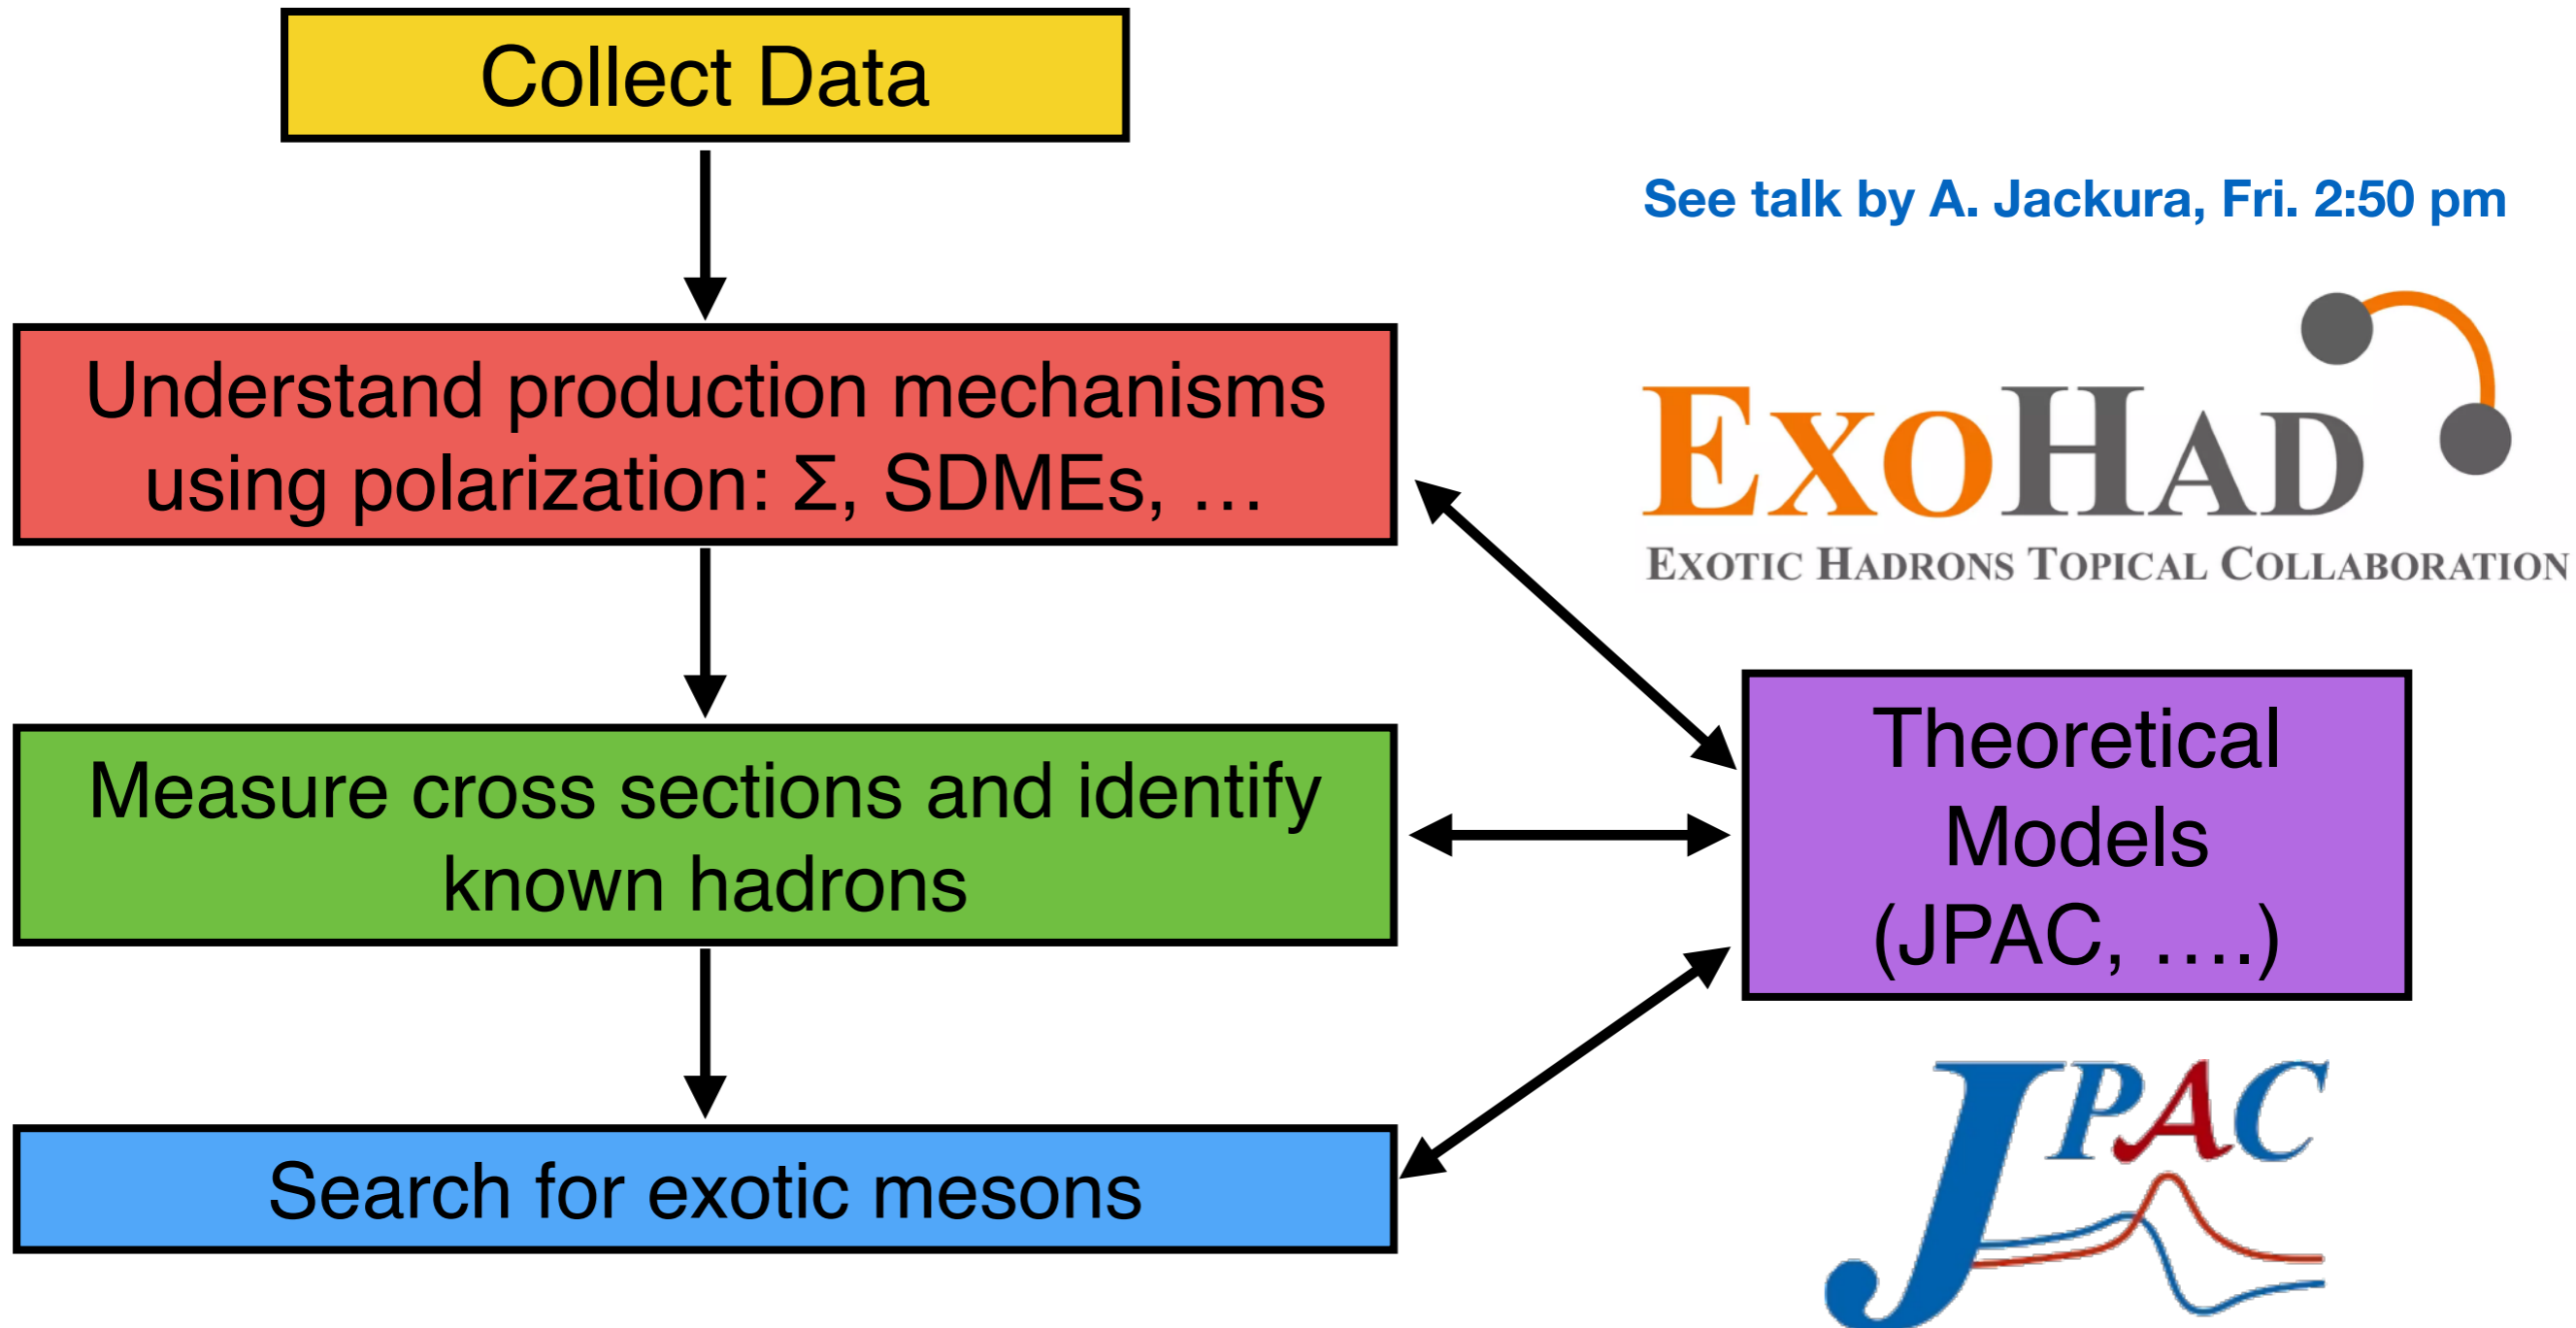 Collect Data
See talk by A. Jackura, Fri. 2:50 pm
Understand production mechanisms
using polarization: Σ, SDMEs, …
EXOHAD
EXOTIC HADRONS TOPICAL COLLABORATION
Measure cross sections and identify
known hadrons
Theoretical
Models
(JPAC, ….)
Search for exotic mesons
JPAC